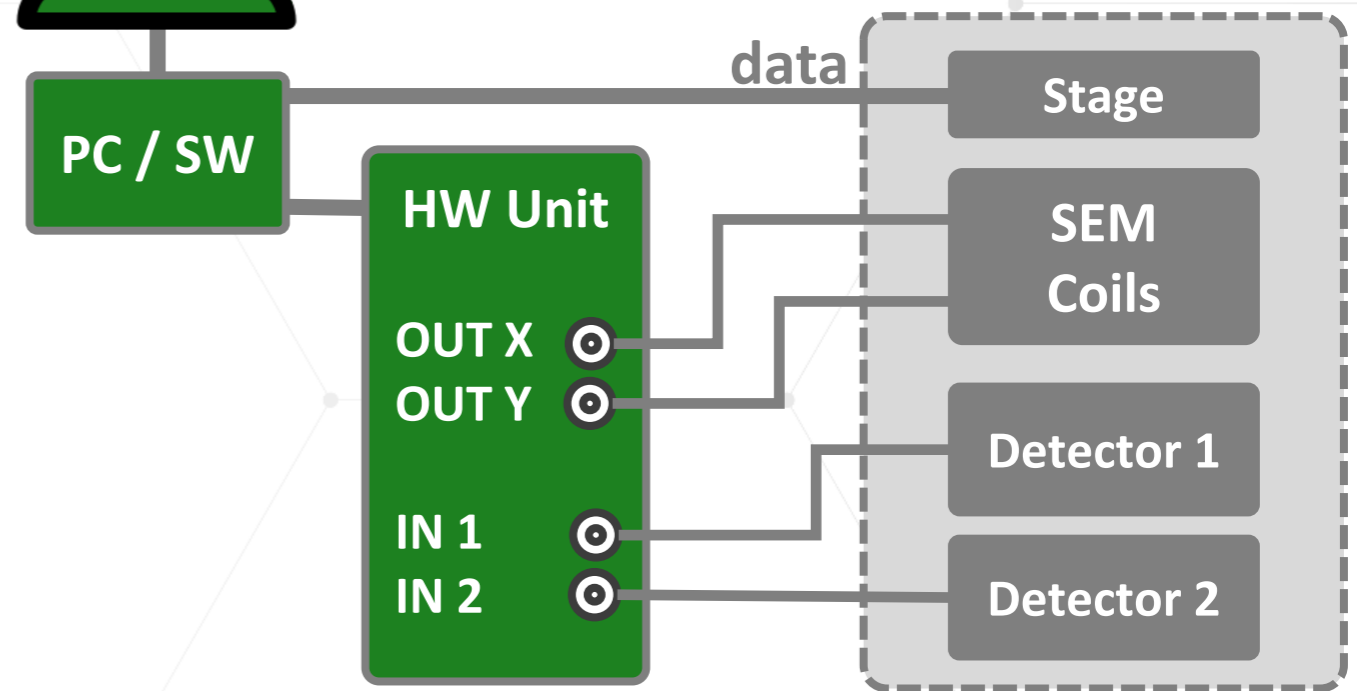 data
Stage
PC / SW
HW Unit
SEM
Coils
OUT X
OUT Y
Detector 1
IN 1
IN 2
Detector 2